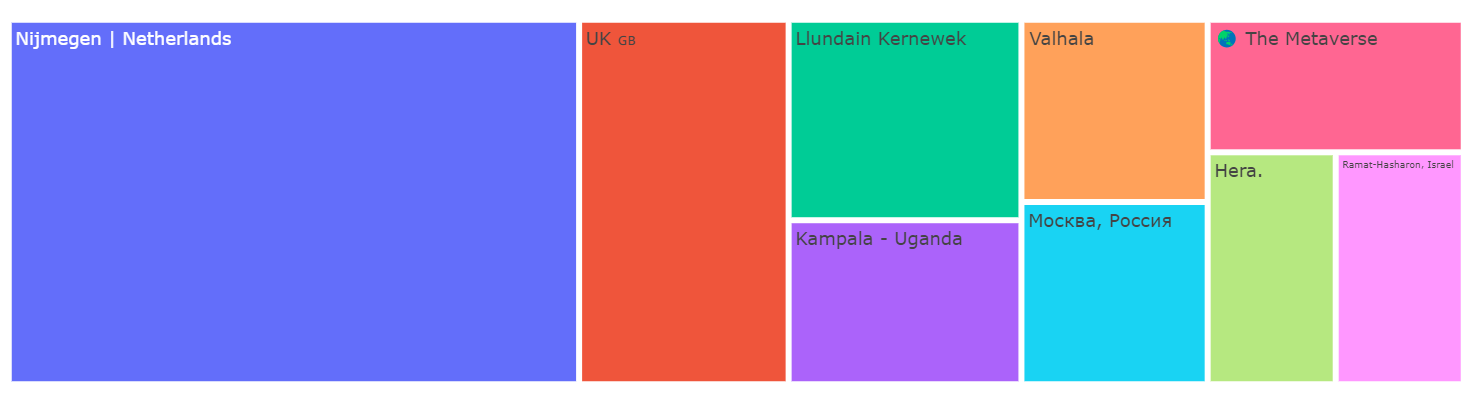 Nijmegen | Netherlands
UK GB
Llundain Kernewek
Valhala
🌏 The Metaverse
Hera.
Ramat-Hasharon, Israel
Москва, Россия
Kampala - Uganda